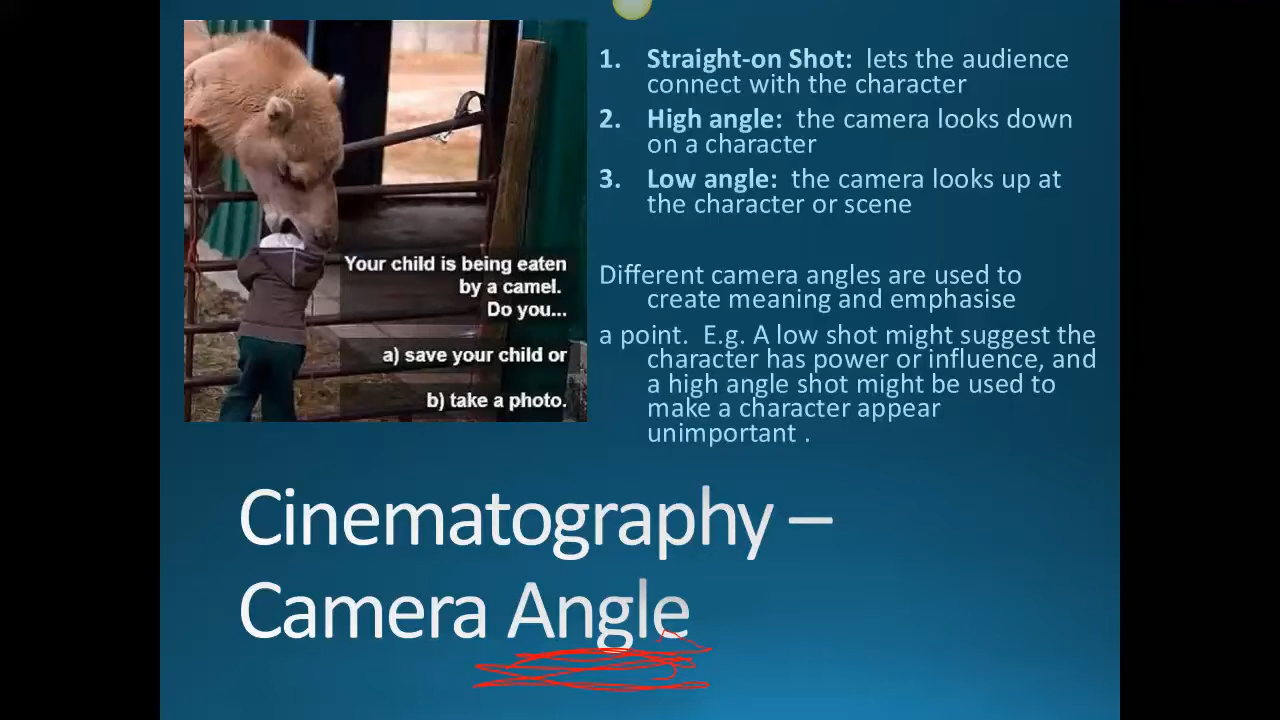 1. Straight-on Shot: lets the audience
connect with the character
2. High angle: the camera looks down
on a character
3. Low angle: the camera looks up at
the character or scene
Different camera angles are used to
create meaning and emphasise
a point. E.g. A low shot might suggest the
character has power or influence, and
a high angle shot might be used to
make a character appear
unimportant .
Your child is being eaten
by a camel.
Do you...
a) save your child or
b) take a photo.
Cinematography –
Camera Angle